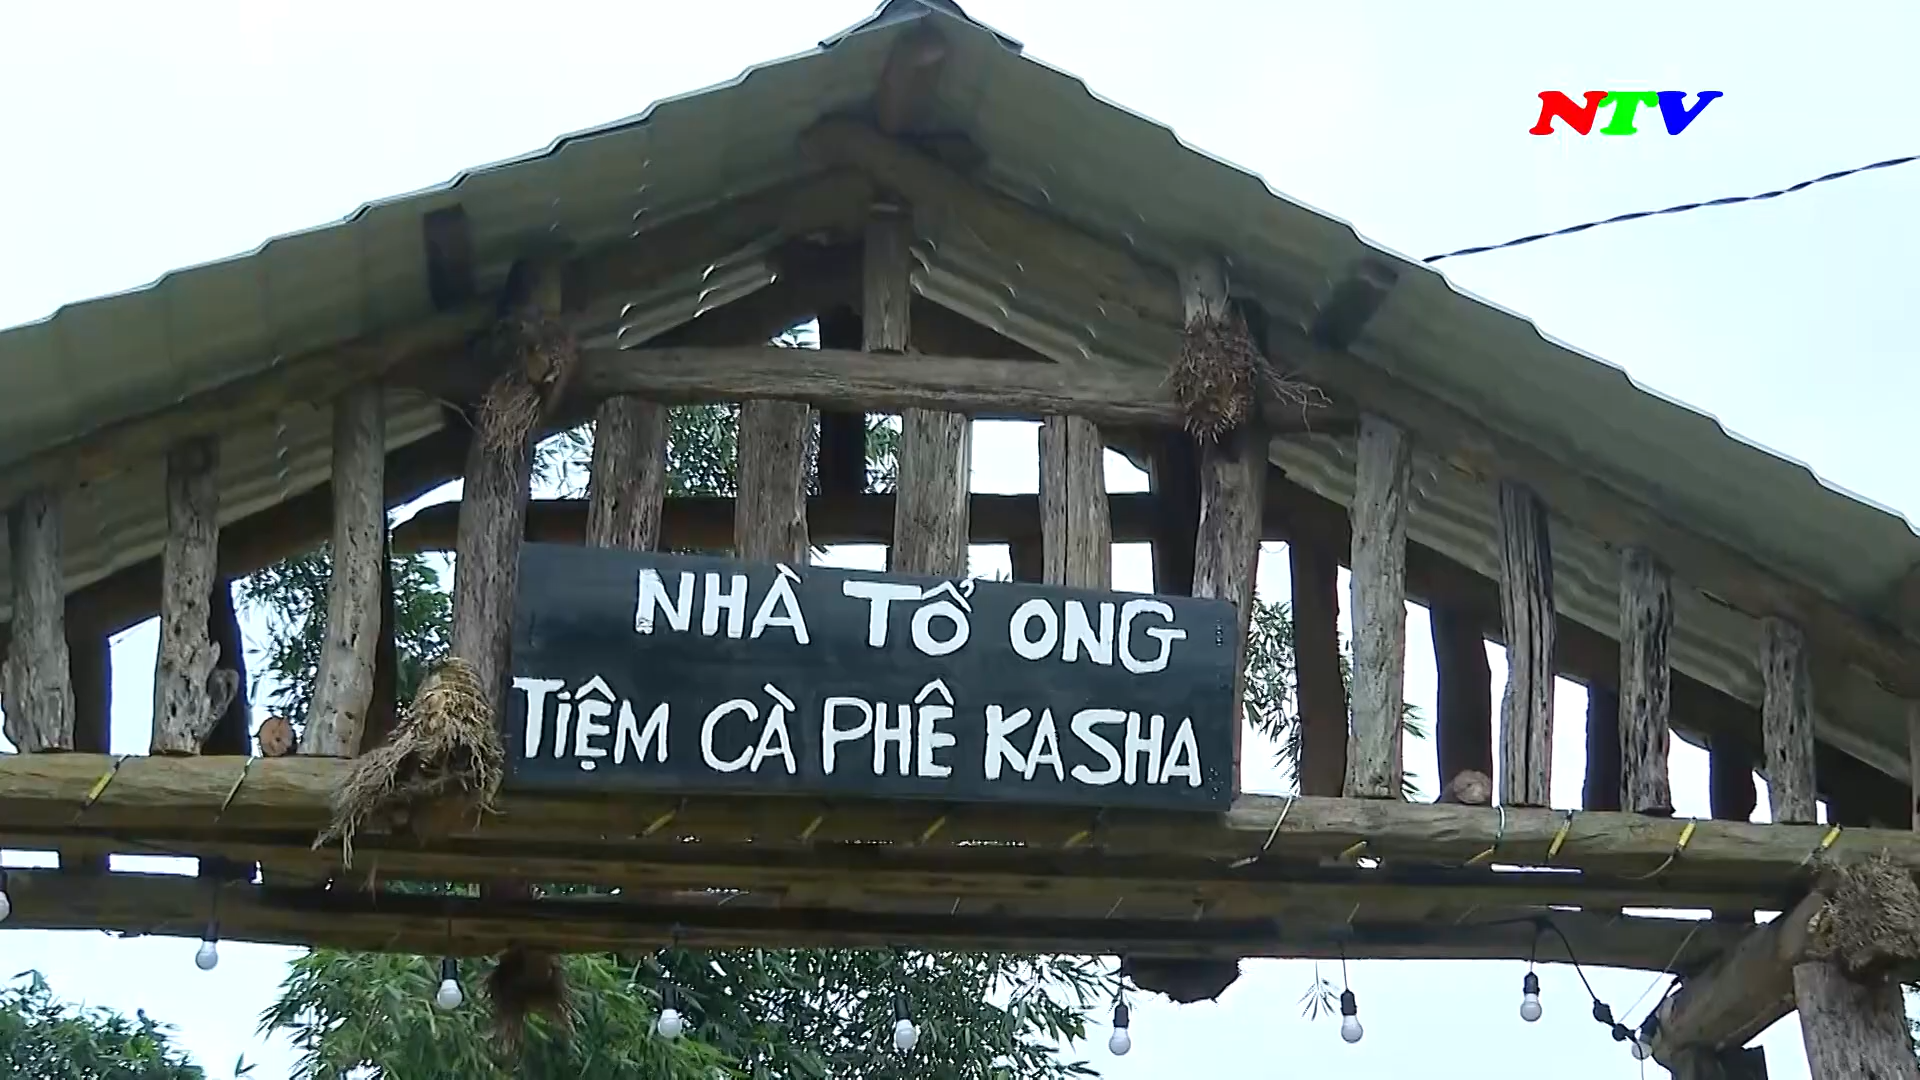 NTV
NHÀ TỔ ONG
TIỆM CÀ PHÊ KASHA